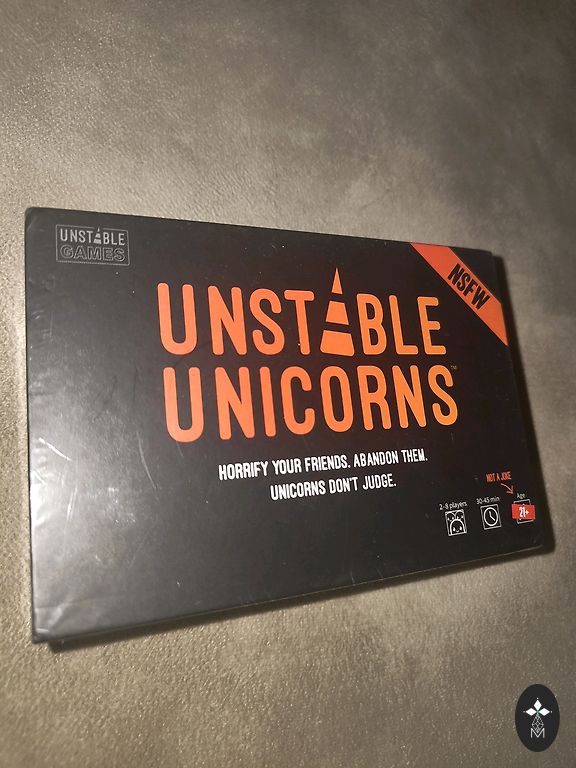 UNSTABLE
GAMES
NSFW
UNSTABLE
UNICORNS™
HORRIFY YOUR FRIENDS. ABANDON THEM.
UNICORNS DON'T JUDGE.
NOT A JOKE
2-8 players
30-45 min
Age
21+
M